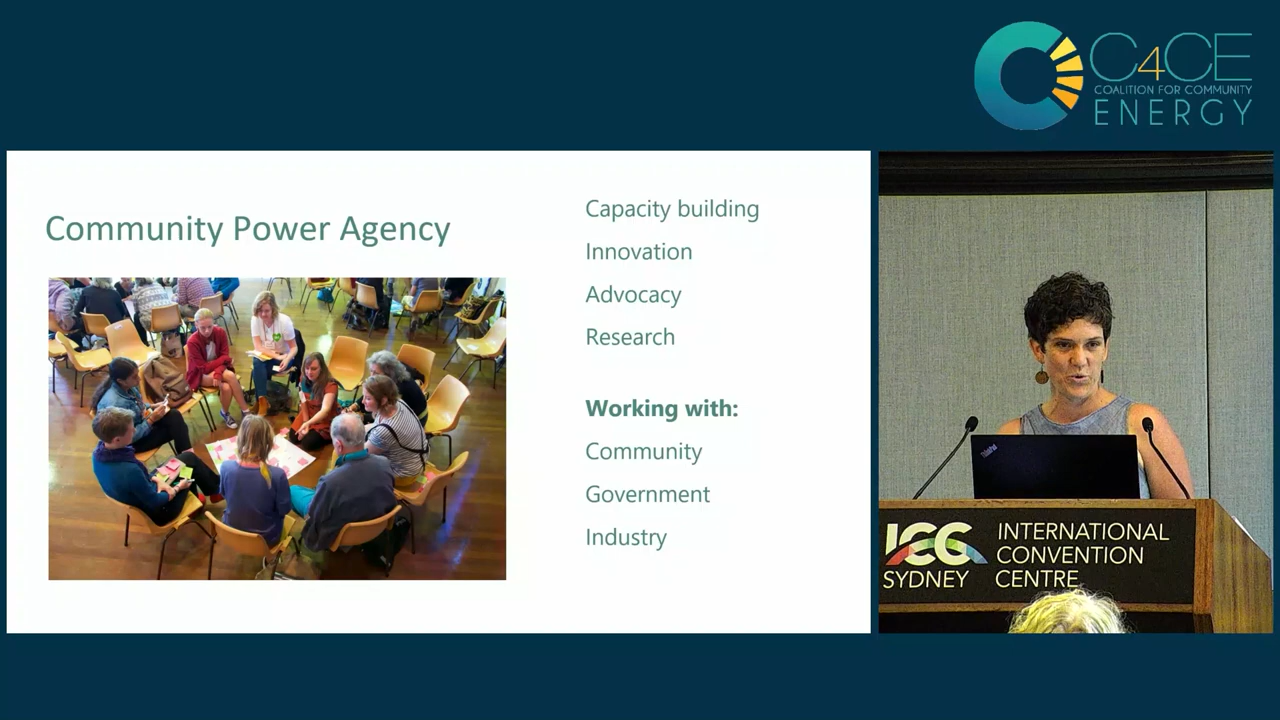 C4CE
COALITION FOR COMMUNITY
ENERGY
Community Power Agency
Capacity building
Innovation
Advocacy
Research
Working with:
Community
Government
Industry
ThinkPad
ICC
SYDNEY
INTERNATIONAL
CONVENTION
CENTRE